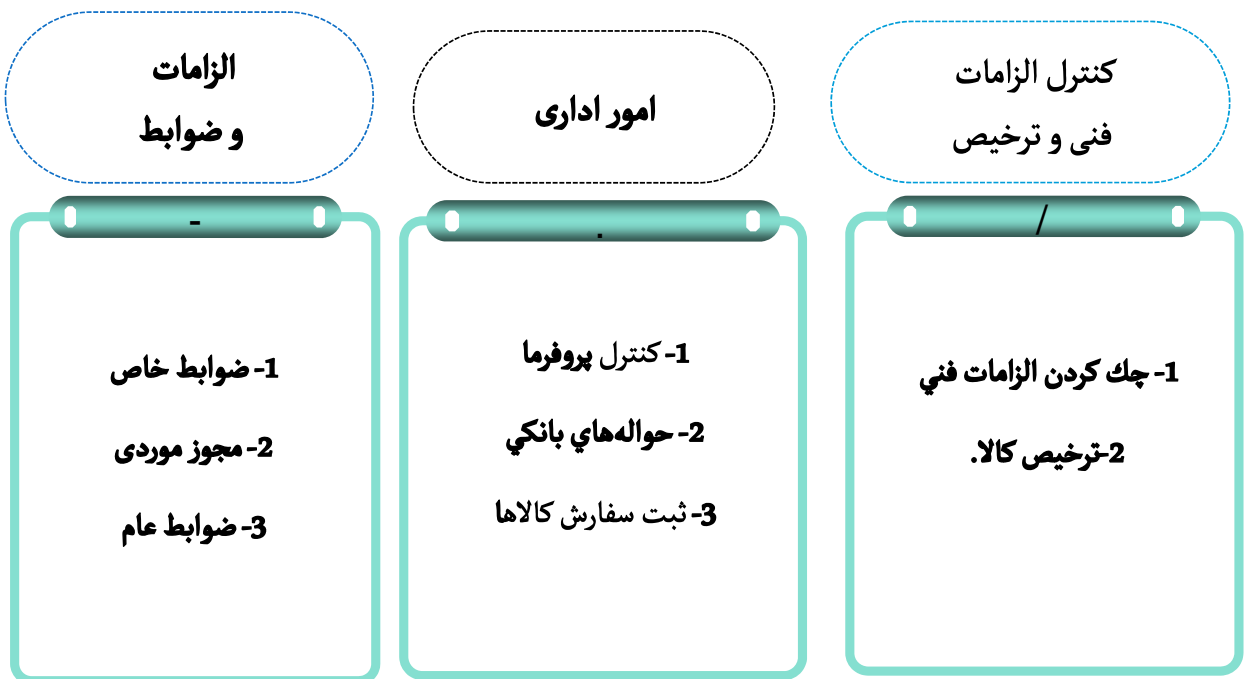 کنترل الزامات
فنی و ترخیص
/
1- چك كردن الزامات فني
2-ترخیص کالا.
امور اداری
.
1- کنترل پروفرما
2- حواله‌هاي بانكي
3- ثبت سفارش کالاها
الزامات
و ضوابط
-
1- ضوابط خاص
2- مجوز موردی
3- ضوابط عام